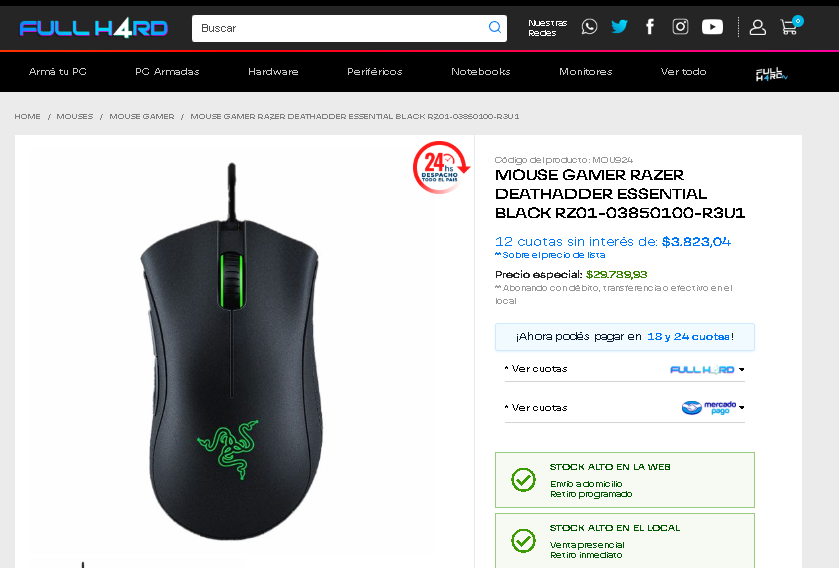 FULL H4RD
Buscar
Nuestras
Redes
0
Armá tu PC
PC Armadas
Hardware
Periféricos
Notebooks
Monitores
Ver todo
FULL
H4RD
HOME / MOUSES / MOUSE GAMER / MOUSE GAMER RAZER DEATHADDER ESSENTIAL BLACK RZ01-03850100-R3U1
24hs
DESPACHO
TODO EL PAIS
Código del producto: MOU924
MOUSE GAMER RAZER
DEATHADDER ESSENTIAL
BLACK RZ01-03850100-R3U1
12 cuotas sin interés de: $3.823,04
** Sobre el precio de lista
Precio especial: $29.789,93
** Abonando con débito, transferencia o efectivo en el
local
¡Ahora podés pagar en 18 y 24 cuotas!
* Ver cuotas
FULL H4RD
* Ver cuotas
mercado
pago
STOCK ALTO EN LA WEB
Envío a domicilio
Retiro programado
STOCK ALTO EN EL LOCAL
Venta presencial
Retiro inmediato